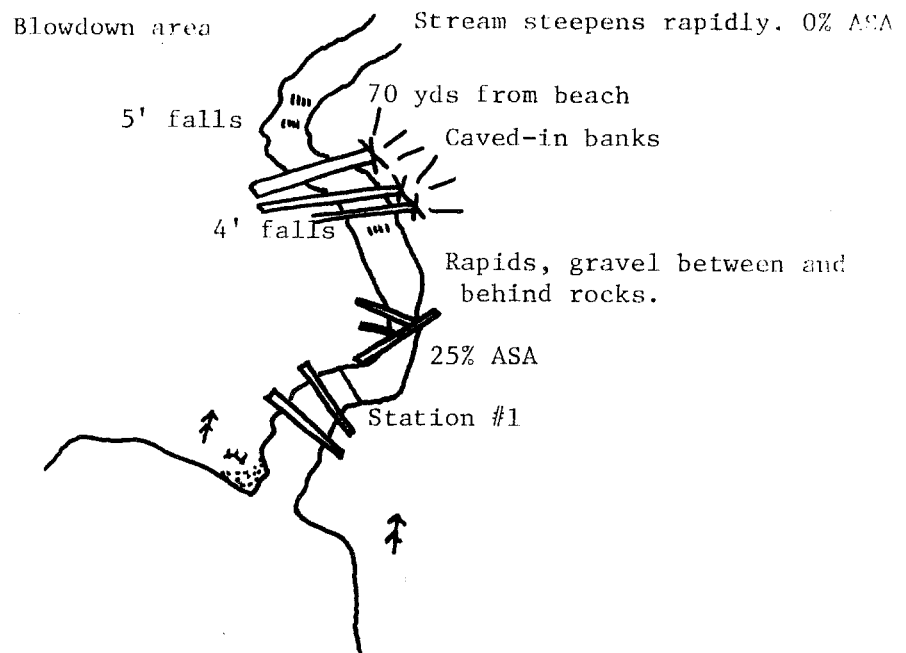 Blowdown area
Stream steepens rapidly. 0% ASA
70 yds from beach
5' falls
Caved-in banks
4' falls
Rapids, gravel between and
behind rocks.
25% ASA
Station #1